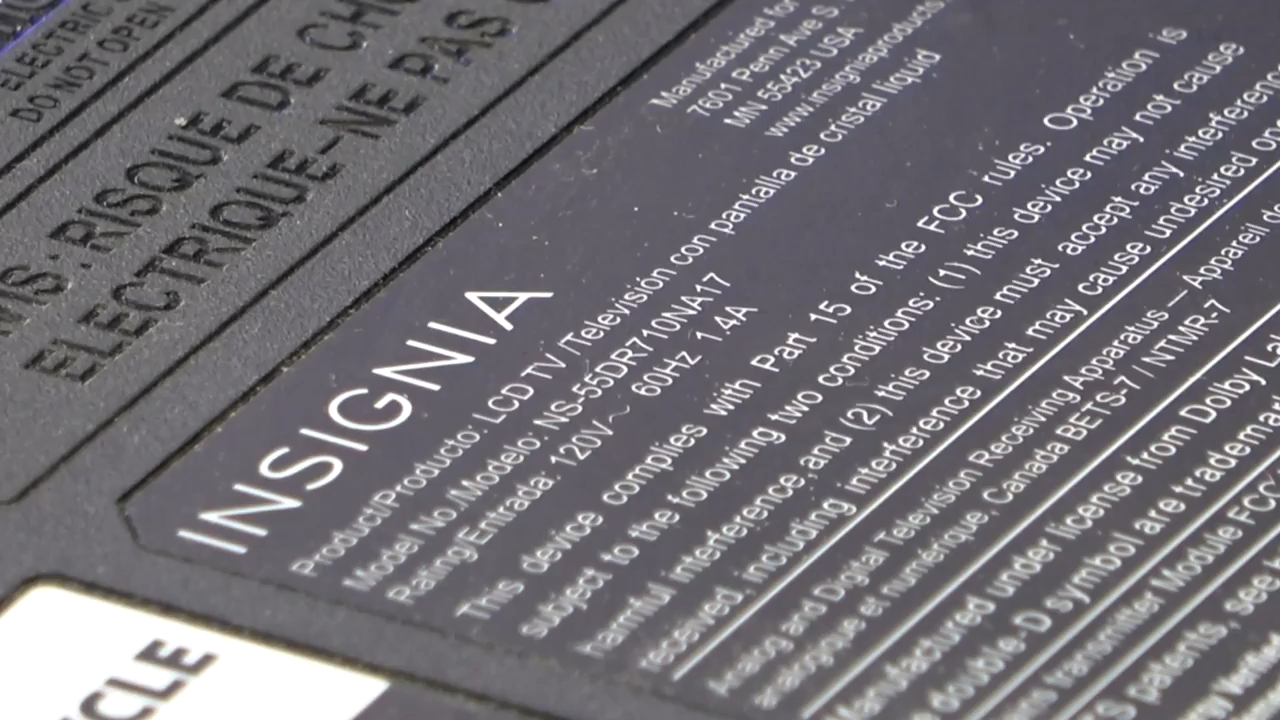 ELECTRIC
DO NOT OPEN
RISQUE DE
ELECTRIQUE-NE PAS
Manufactured for
7601 Penn Ave S.
MN 55423 USA
www.insigniaproducts
INSIGNIA
Product/Producto: LCD TV /Televisión con pantalla de cristal liquid
Model No./Modelo: NS-55DR710NA17
Rating/Entrada: 120V~ 60Hz 1.4A
This device complies with Part 15 of the FCC rules. Operation is
subject to the following two conditions: (1) this device may not cause
harmful interference, and (2) this device must accept any interference
received, including interference that may cause undesired
Analog and Digital Television Receiving Apparatus — Appareil
analogique et numérique, Canada BETS-7 / NTMR-7
Manufactured under license from Dolby
double-D symbol are
transmitter Module FCC
patents, see
CLE